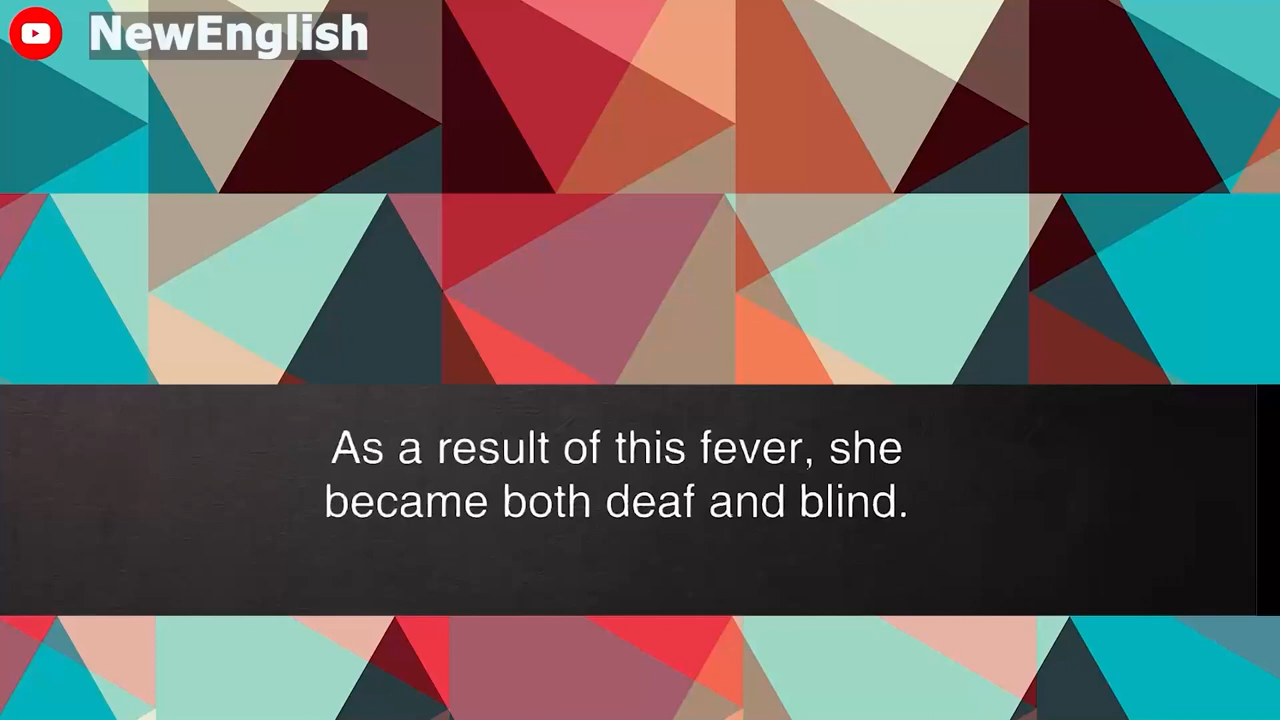 NewEnglish
As a result of this fever, she
became both deaf and blind.